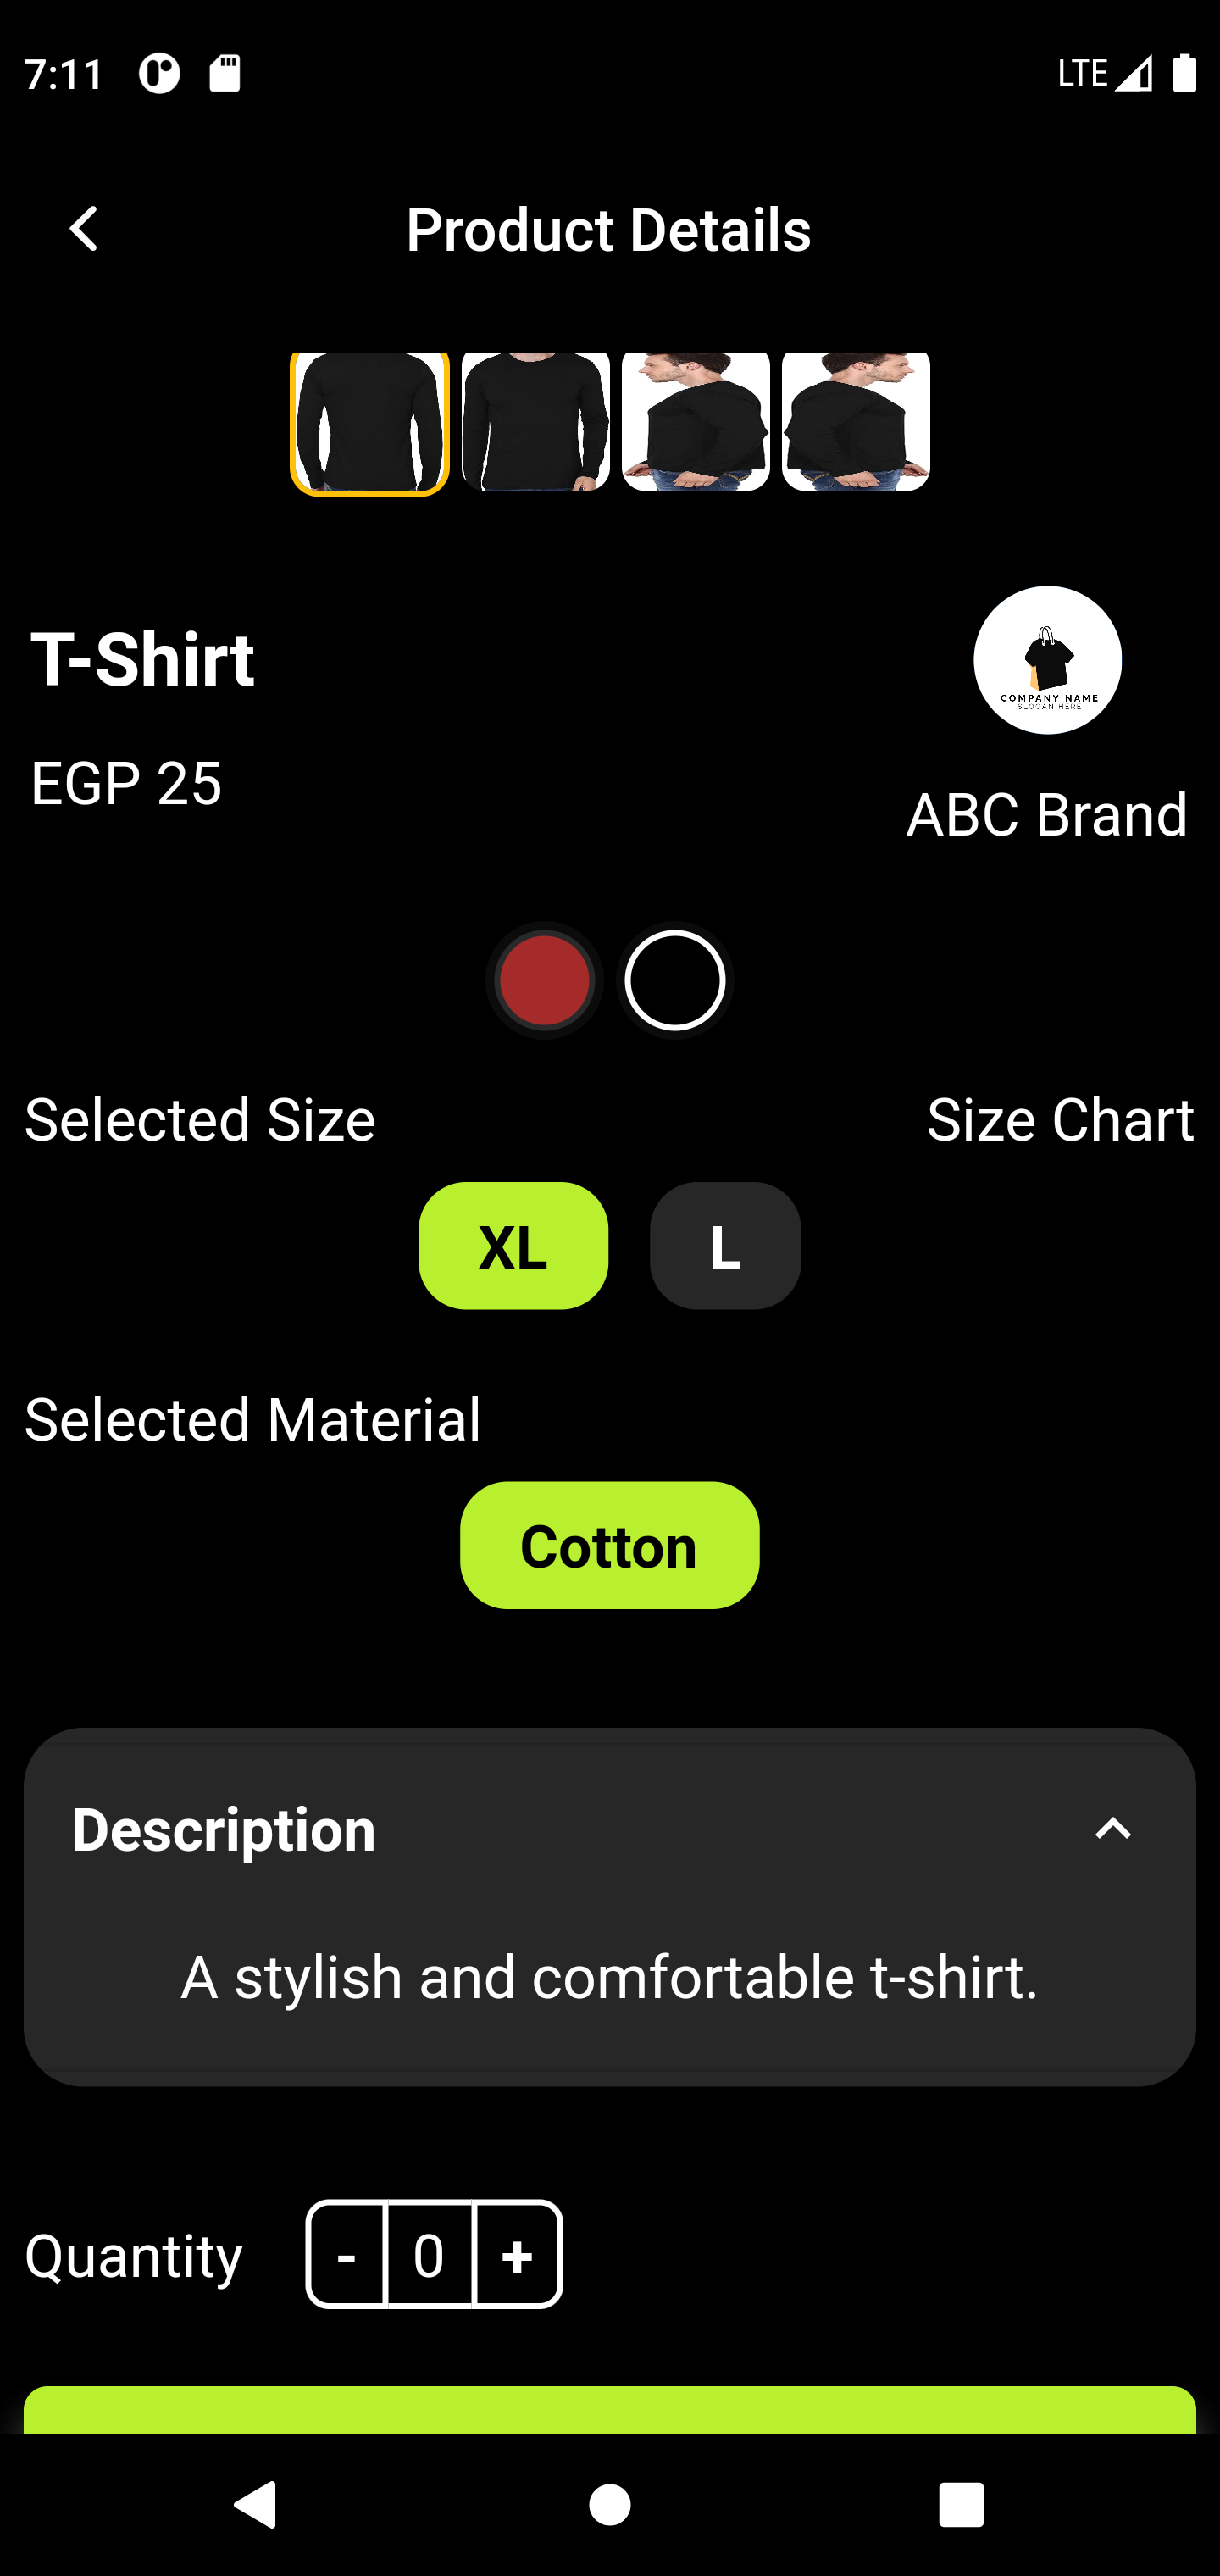 7:11
LTE
Product Details
T-Shirt
COMPANY NAME
SLOGAN HERE
EGP 25
ABC Brand
Selected Size
Size Chart
XL
L
Selected Material
Cotton
Description
A stylish and comfortable t-shirt.
Quantity
- 0 +